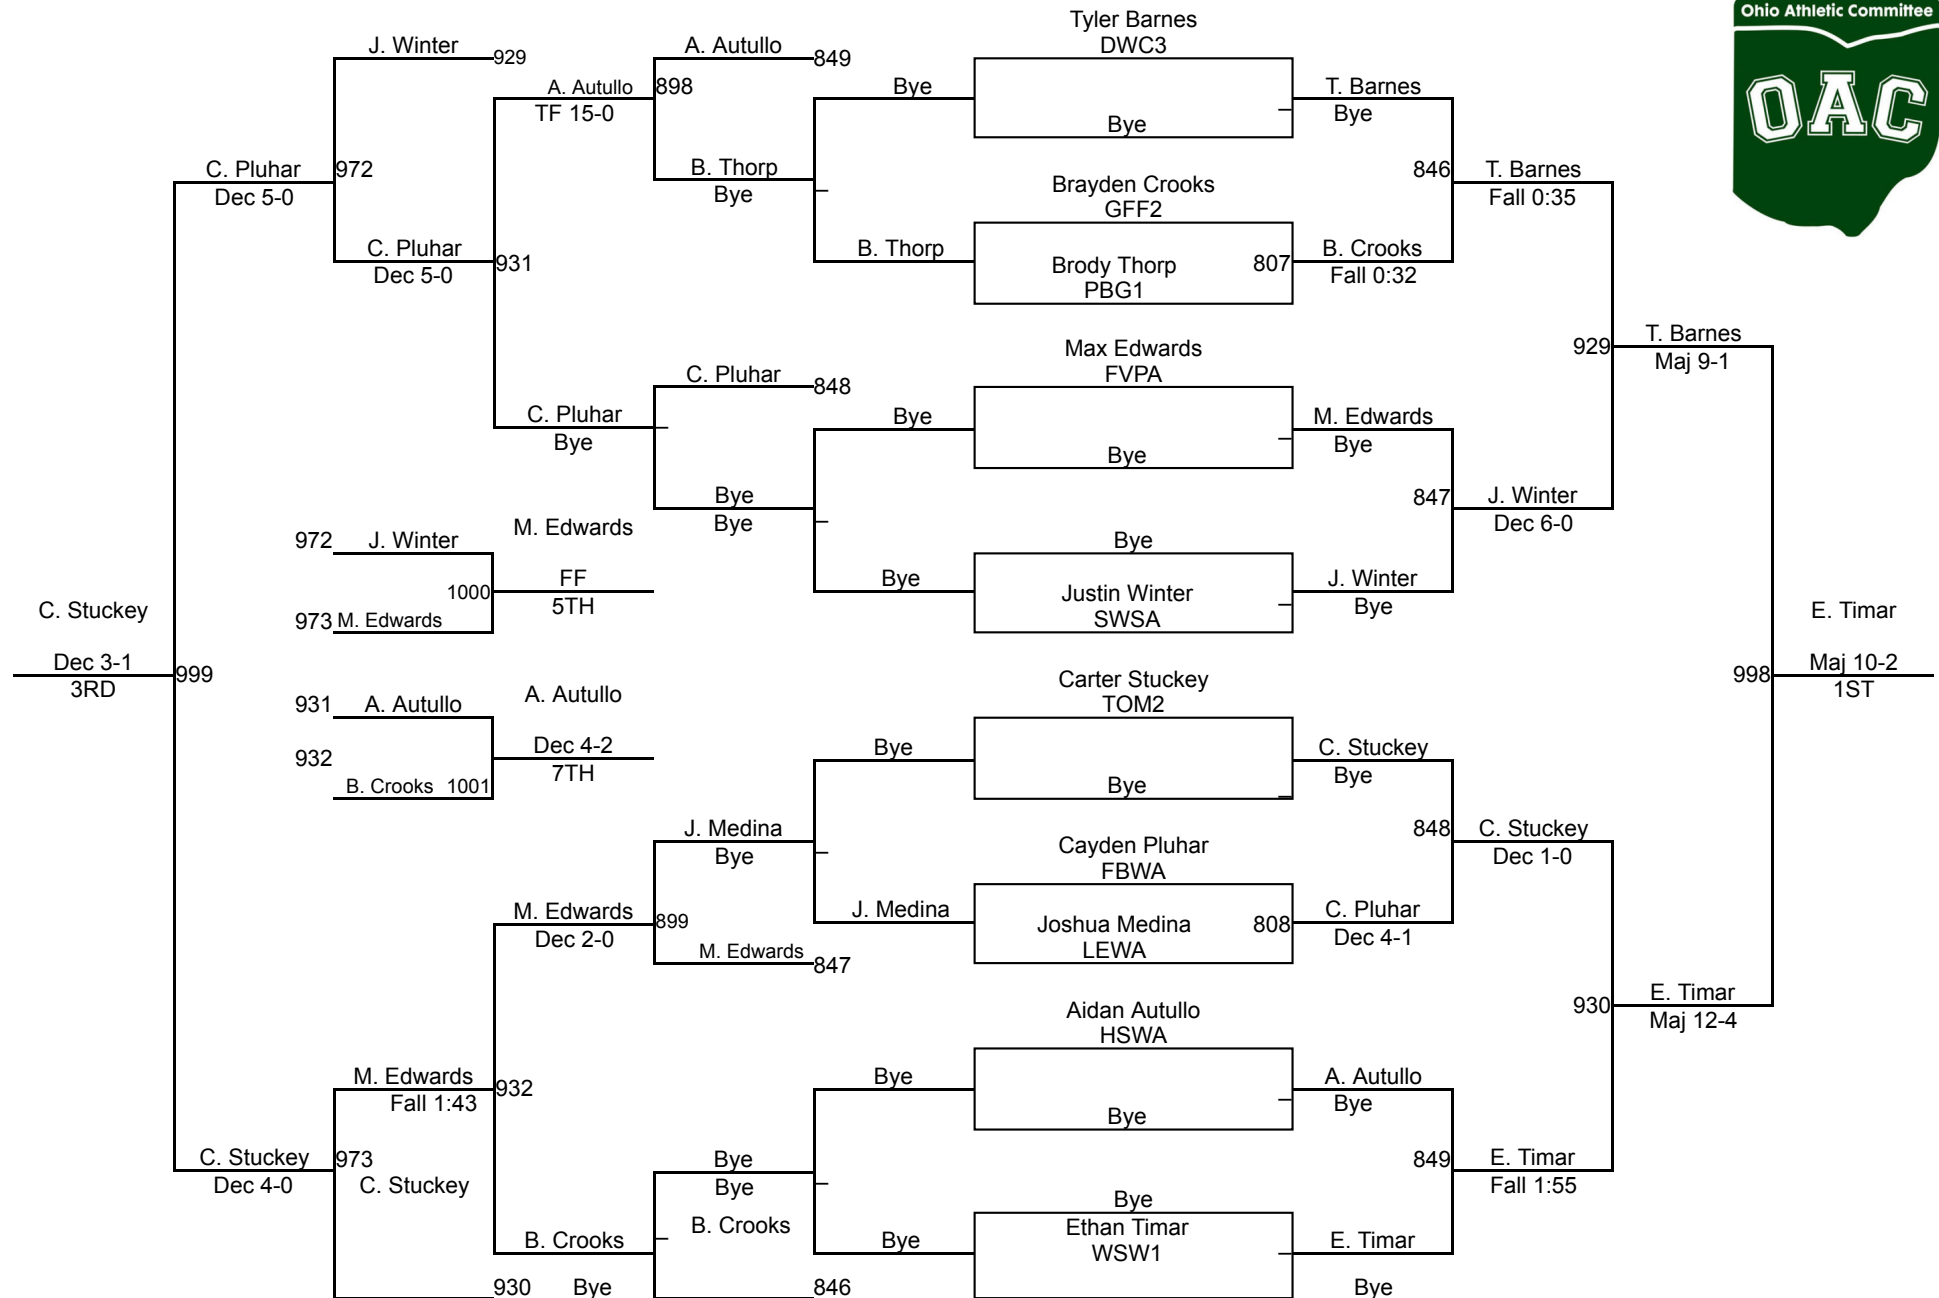 Ohio Athletic Committee
OAC
Tyler Barnes
DWC3
J. Winter
929
A. Autullo
849
A. Autullo
898
TF 15-0
Bye
Bye
T. Barnes
Bye
C. Pluhar
972
Dec 5-0
B. Thorp
Bye
Brayden Crooks
GFF2
846
T. Barnes
Fall 0:35
C. Pluhar
931
Dec 5-0
B. Thorp
Brody Thorp
PBG1
807
B. Crooks
Fall 0:32
Max Edwards
FVPA
929
T. Barnes
Maj 9-1
C. Pluhar
848
C. Pluhar
Bye
Bye
Bye
M. Edwards
Bye
Bye
Bye
847
J. Winter
Dec 6-0
972
J. Winter
M. Edwards
Bye
1000
FF
5TH
Bye
Justin Winter
SWSA
J. Winter
Bye
973
M. Edwards
C. Stuckey
Dec 3-1
3RD
999
E. Timar
998
Maj 10-2
1ST
931
A. Autullo
A. Autullo
Carter Stuckey
TOM2
932
Dec 4-2
7TH
B. Crooks
1001
Bye
Bye
C. Stuckey
Bye
J. Medina
Bye
Cayden Pluhar
FBWA
848
C. Stuckey
Dec 1-0
M. Edwards
899
Dec 2-0
J. Medina
Joshua Medina
LEWA
808
C. Pluhar
Dec 4-1
M. Edwards
847
Aidan Autullo
HSWA
930
E. Timar
Maj 12-4
M. Edwards
932
Fall 1:43
Bye
Bye
A. Autullo
Bye
C. Stuckey
973
Dec 4-0
C. Stuckey
Bye
Bye
849
E. Timar
Fall 1:55
B. Crooks
B. Crooks
Bye
Bye
Ethan Timar
WSW1
E. Timar
930
Bye
846
Bye